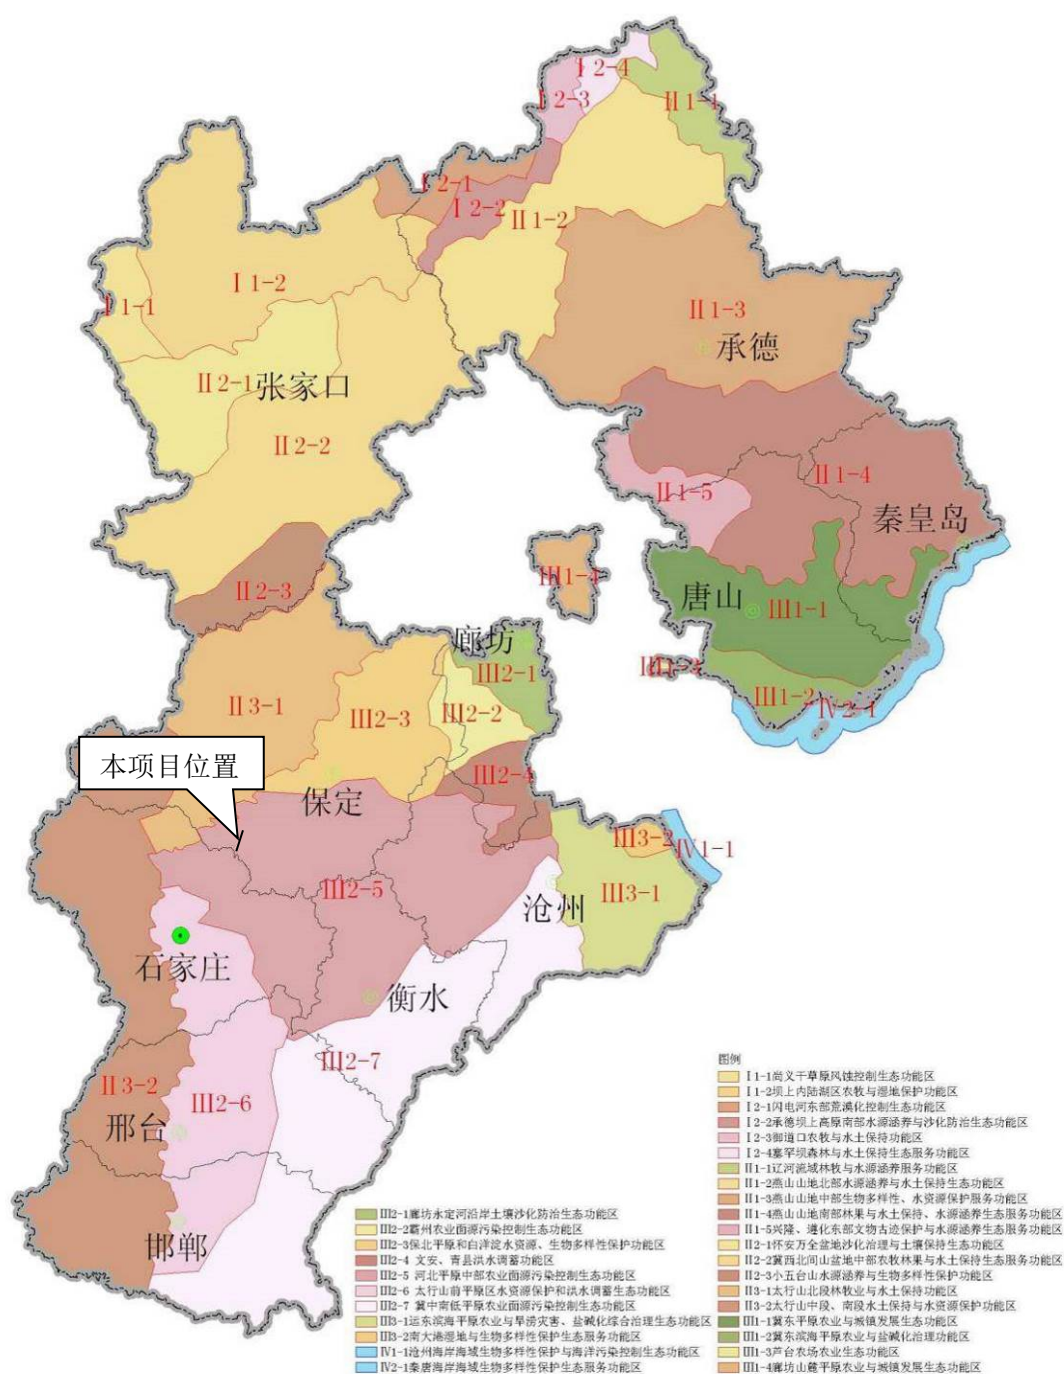 Ⅰ2-4
Ⅰ2-3
Ⅱ1-1
Ⅰ2-1
Ⅰ2-2
Ⅱ1-2
Ⅰ1-2
Ⅰ1-1
Ⅱ1-3
承德
Ⅱ2-1
张家口
Ⅱ2-2
Ⅱ1-4
Ⅱ1-5
秦皇岛
Ⅲ1-4
Ⅱ2-3
唐山
Ⅲ1-1
廊坊
Ⅲ2-1
Ⅲ1-3
Ⅲ1-2
Ⅳ2-1
Ⅱ3-1
Ⅲ2-3
Ⅲ2-2
本项目位置
Ⅲ2-4
保定
Ⅲ3-2
Ⅳ1-1
Ⅲ2-5
Ⅲ3-1
沧州
石家庄
衡水
Ⅲ2-7
Ⅱ3-2
Ⅲ2-6
邢台
邯郸
图例
Ⅰ1-1尚义干草原风蚀控制生态功能区
Ⅰ1-2坝上内陆湖区农牧与湿地保护功能区
Ⅰ2-1闪电河东部荒漠化控制生态功能区
Ⅰ2-2承德坝上高原南部水源涵养与沙化防治生态功能区
Ⅰ2-3御道口农牧与水土保持功能区
Ⅰ2-4塞罕坝森林与水土保持生态服务功能区
Ⅱ1-1辽河流域林牧与水源涵养服务功能区
Ⅱ1-2燕山山地北部水源涵养与水土保持生态功能区
Ⅱ1-3燕山山地中部生物多样性、水资源保护服务功能区
Ⅱ1-4燕山山地南部林果与水土保持、水源涵养生态服务功能区
Ⅱ1-5兴隆、遵化东部文物古迹保护与水源涵养生态服务功能区
Ⅱ2-1怀安万全盆地沙化治理与土壤保持生态功能区
Ⅱ2-2冀西北间山盆地中部农牧林果与水土保持生态服务功能区
Ⅱ2-3小五台山水源涵养与生物多样性保护功能区
Ⅱ3-1太行山北段林牧业与水土保持功能区
Ⅱ3-2太行山中段、南段水土保持与水资源保护功能区
Ⅲ1-1冀东平原农业与城镇发展生态功能区
Ⅲ1-2冀东滨海平原农业与盐碱化治理功能区
Ⅲ1-3芦台农场农业生态功能区
Ⅲ1-4廊坊山麓平原农业与城镇发展生态功能区
Ⅲ2-1廊坊永定河沿岸土壤沙化防治生态功能区
Ⅲ2-2霸州农业面源污染控制生态功能区
Ⅲ2-3保北平原和白洋淀水资源、生物多样性保护功能区
Ⅲ2-4 文安、青县洪水调蓄功能区
Ⅲ2-5 河北平原中部农业面源污染控制生态功能区
Ⅲ2-6 太行山前平原区水资源保护和洪水调蓄生态功能区
Ⅲ2-7 冀中南低平原农业面源污染控制生态功能区
Ⅲ3-1运东滨海平原农业与旱涝灾害、盐碱化综合治理生态功能区
Ⅲ3-2南大港湿地与生物多样性保护生态服务功能区
Ⅳ1-1沧州海岸海域生物多样性保护与海洋污染控制生态功能区
Ⅳ2-1秦唐海岸海域生物多样性保护生态服务功能区